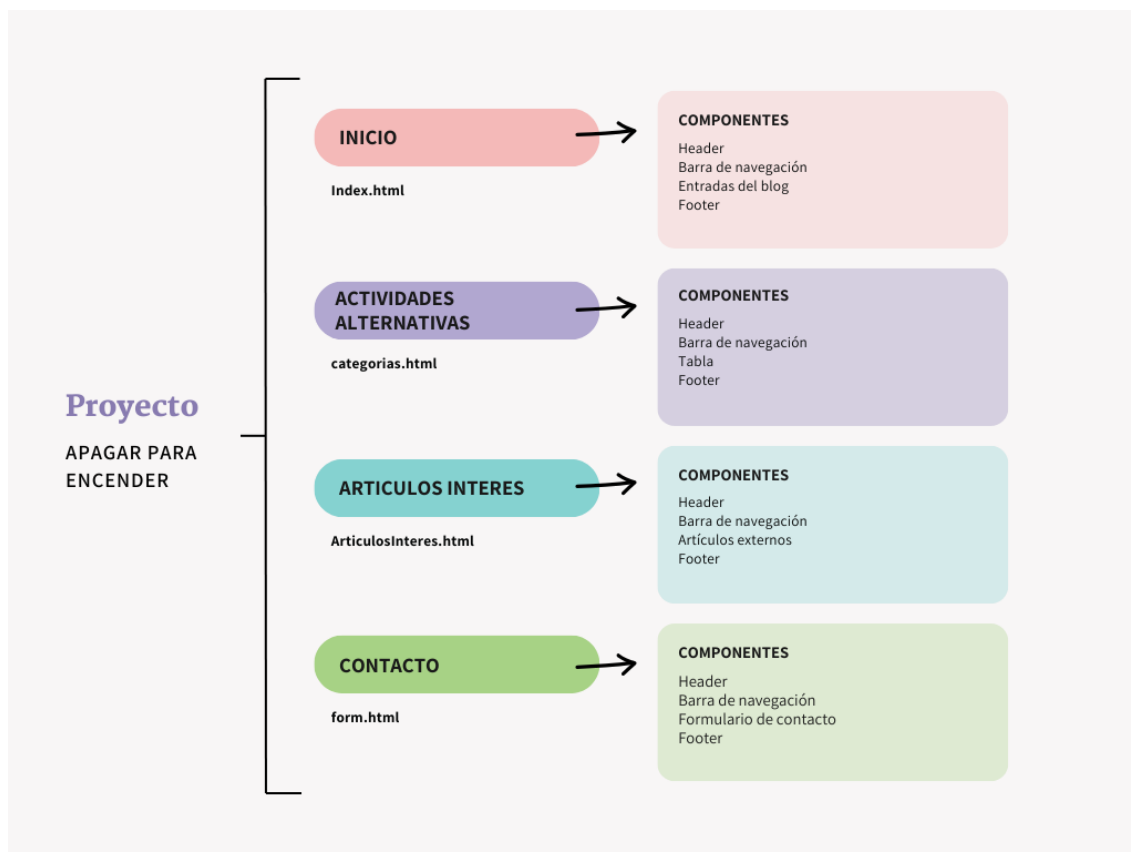 Proyecto
APAGAR PARA
ENCENDER
INICIO
Index.html
COMPONENTES
Header
Barra de navegación
Entradas del blog
Footer
ACTIVIDADES
ALTERNATIVAS
categorias.html
COMPONENTES
Header
Barra de navegación
Tabla
Footer
ARTICULOS INTERES
ArticulosInteres.html
COMPONENTES
Header
Barra de navegación
Artículos externos
Footer
CONTACTO
form.html
COMPONENTES
Header
Barra de navegación
Formulario de contacto
Footer